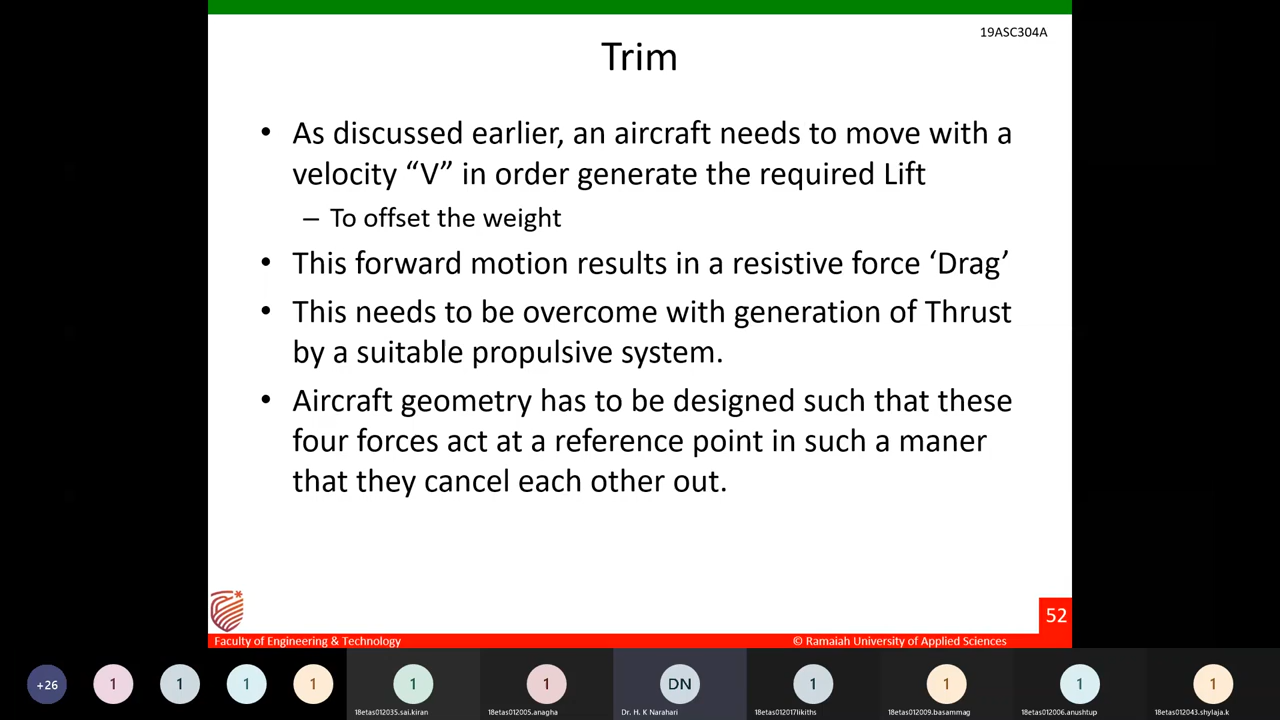 19ASC304A
Trim
• As discussed earlier, an aircraft needs to move with a
velocity “V” in order generate the required Lift
– To offset the weight
• This forward motion results in a resistive force ‘Drag’
• This needs to be overcome with generation of Thrust
by a suitable propulsive system.
• Aircraft geometry has to be designed such that these
four forces act at a reference point in such a maner
that they cancel each other out.
52
Faculty of Engineering & Technology
© Ramaiah University of Applied Sciences
+26
1
1
1
1
1
1
DN
1
1
1
1
18etas012035.sai.kiran
18etas012005.anagha
Dr. H. K Narahari
18etas012017likiths
18etas012009.basammag
18etas012006.anushtup
18etas012043.shylaja.k